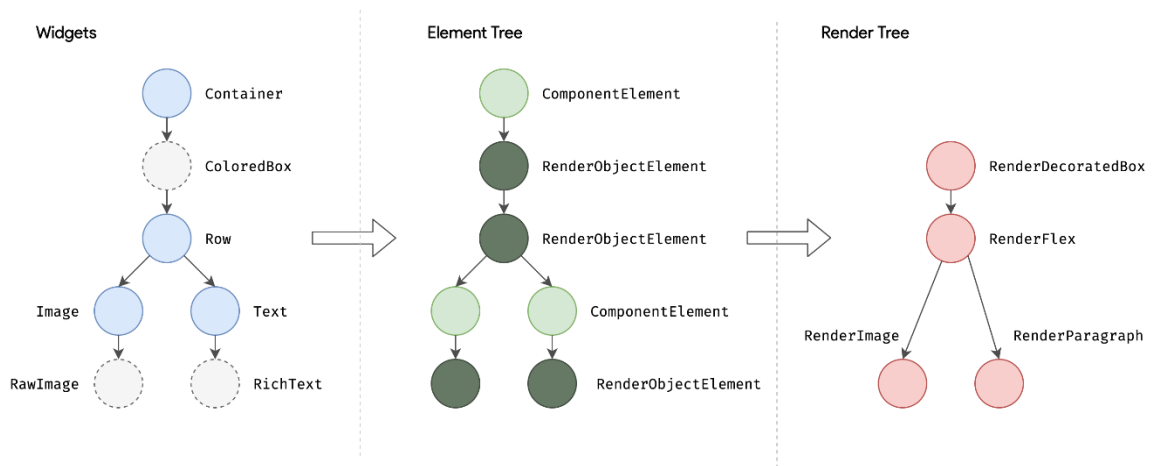 Widgets
Container
ColoredBox
Row
Image
Text
RawImage
RichText
Element Tree
ComponentElement
RenderObjectElement
RenderObjectElement
ComponentElement
RenderObjectElement
Render Tree
RenderDecoratedBox
RenderFlex
RenderImage
RenderParagraph